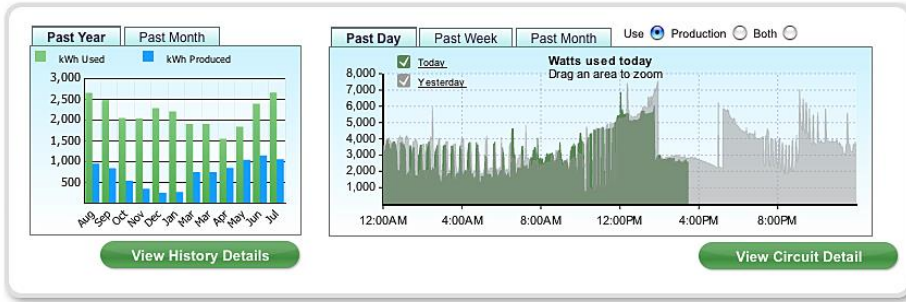 Past Year
Past Month
kWh Used
kWh Produced
3,000
2,500
2,000
1,500
1,000
500
Aug
Sep
Oct
Nov
Dec
Jan
Mar
Mar
Apr
May
Jun
Jul
View History Details
Past Day
Past Week
Past Month
Use
Production
Both
Today
Yesterday
Watts used today
Drag an area to zoom
8,000
7,000
6,000
5,000
4,000
3,000
2,000
1,000
12:00AM
4:00AM
8:00AM
12:00PM
4:00PM
8:00PM
View Circuit Detail